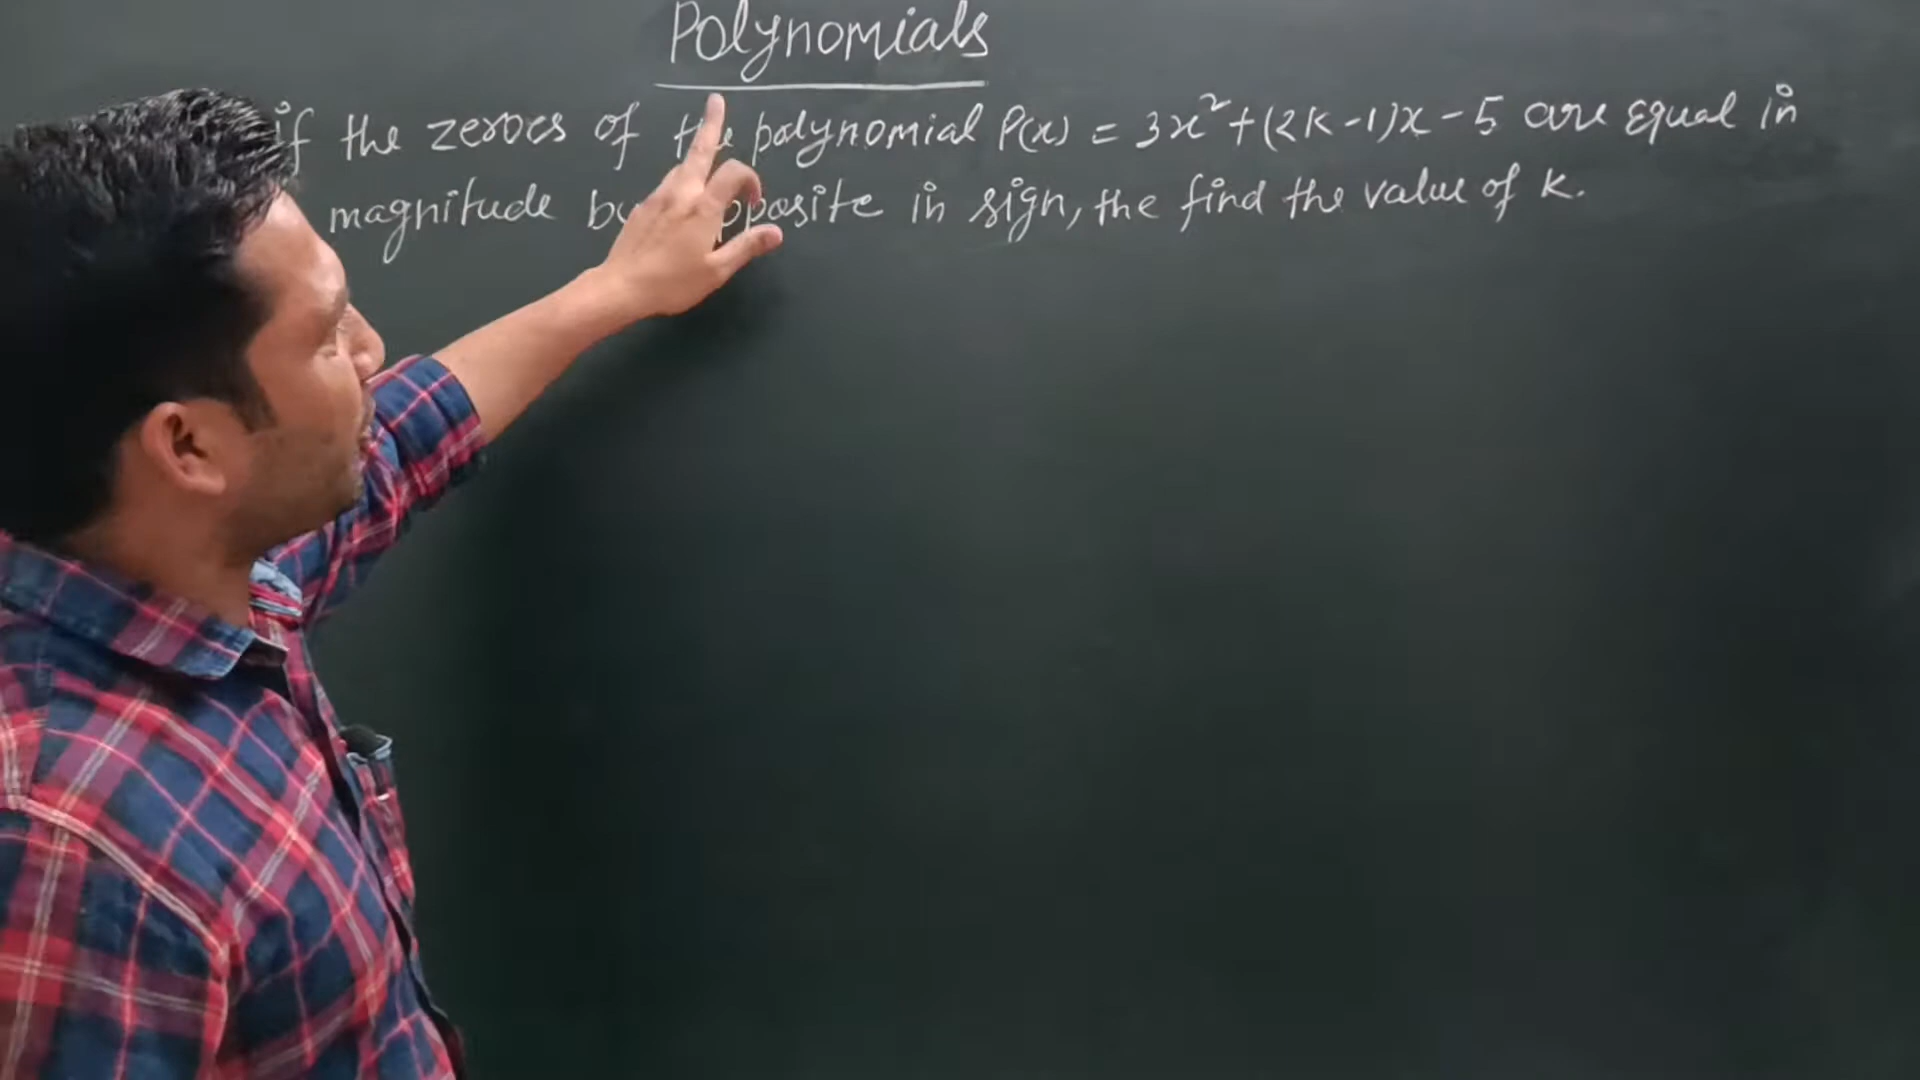 Polynomials
if the zeroes of the polynomial P(x) = 3x² + (2k-1)x - 5 are equal in
magnitude opposite in sign, the find the value of k.